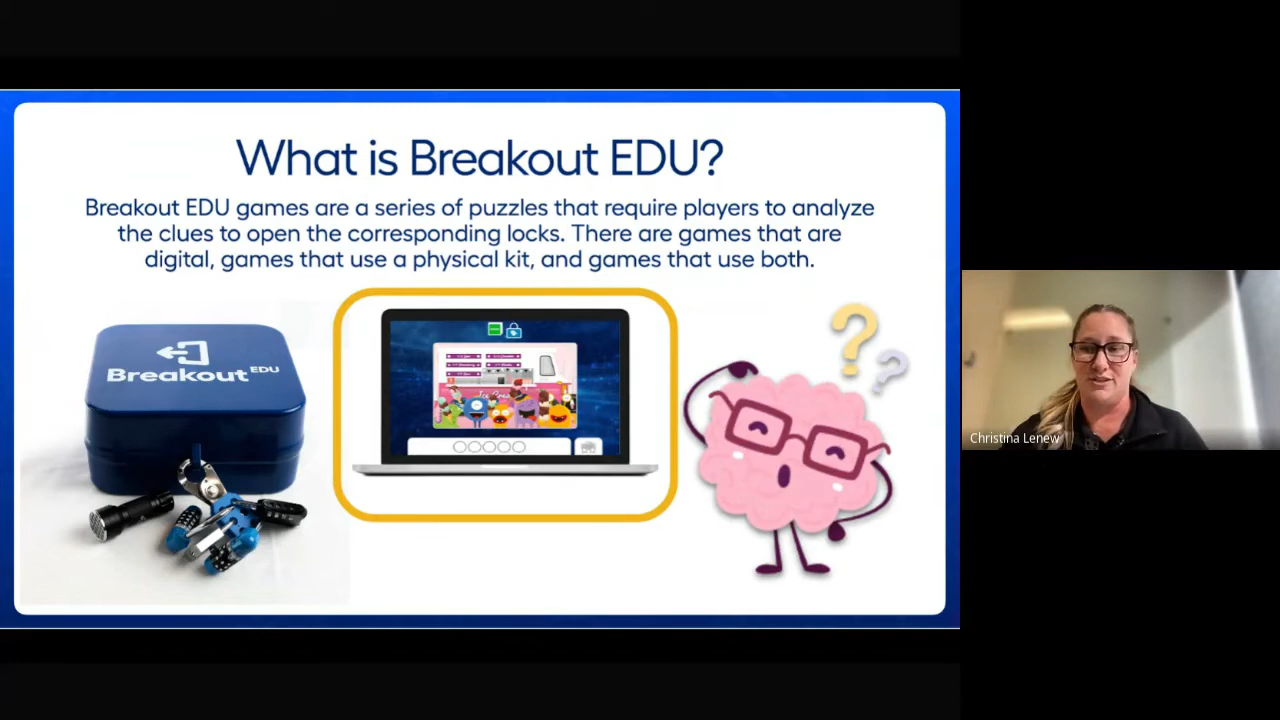 What is Breakout EDU?
Breakout EDU games are a series of puzzles that require players to analyze
the clues to open the corresponding locks. There are games that are
digital, games that use a physical kit, and games that use both.
Breakout EDU
? ?
Christina Lenew